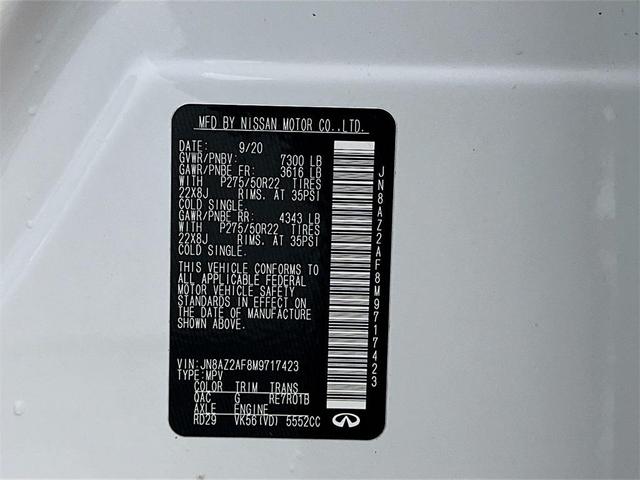 MFD BY NISSAN MOTOR CO.,LTD.
DATE: 9/20
GVWR/PNBV: 7300 LB
GAWR/PNBE FR: 3616 LB
WITH P275/50R22 TIRES
22X8J RIMS. AT 35PSI
COLD SINGLE.
GAWR/PNBE RR: 4343 LB
WITH P275/50R22 TIRES
22X8J RIMS. AT 35PSI
COLD SINGLE.
THIS VEHICLE CONFORMS TO
ALL APPLICABLE FEDERAL
MOTOR VEHICLE SAFETY
STANDARDS IN EFFECT ON
THE DATE OF MANUFACTURE
SHOWN ABOVE.
VIN:JN8AZ2AF8M9717423
TYPE:MPV
COLOR TRIM TRANS
QAC G RE7R01B
AXLE ENGINE
RD29 VK56(VD) 5552CC
JN8AZ2AF8M9717423